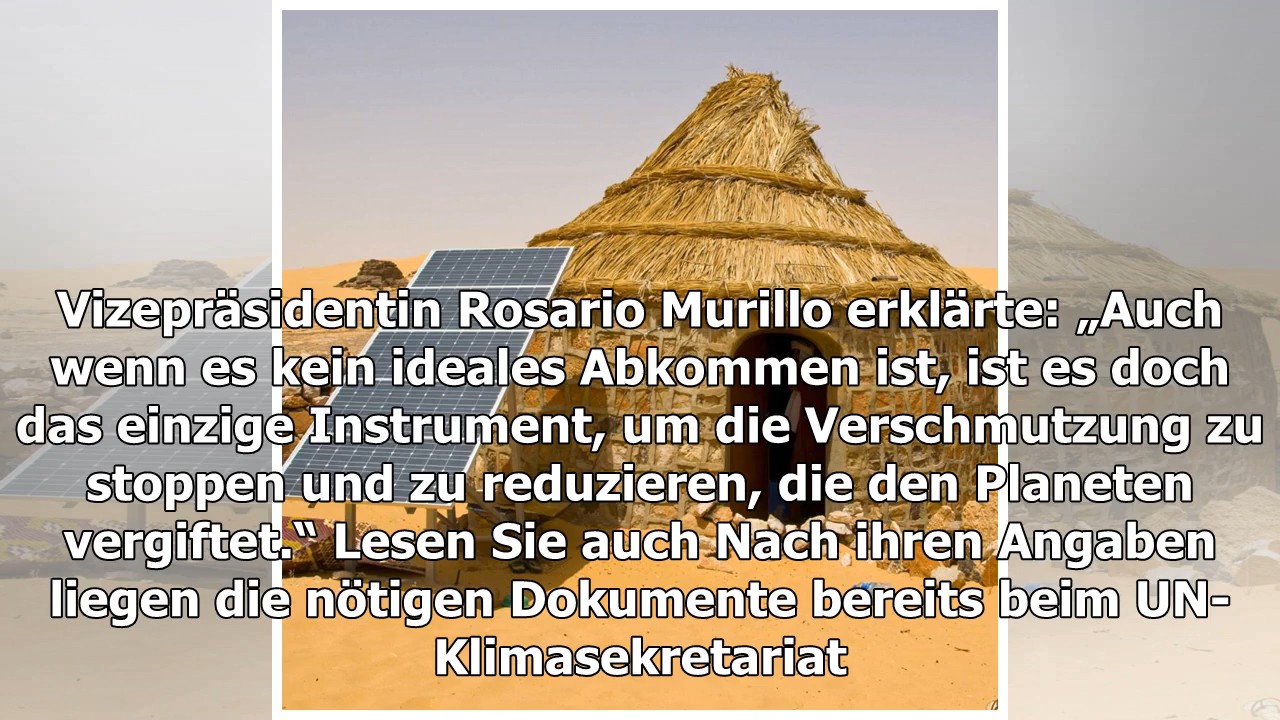 Vizepräsidentin Rosario Murillo erklärte: „Auch
wenn es kein ideales Abkommen ist, ist es doch
das einzige Instrument, um die Verschmutzung zu
stoppen und zu reduzieren, die den Planeten
vergiftet.“ Lesen Sie auch Nach ihren Angaben
liegen die nötigen Dokumente bereits beim UN-
Klimasekretariat